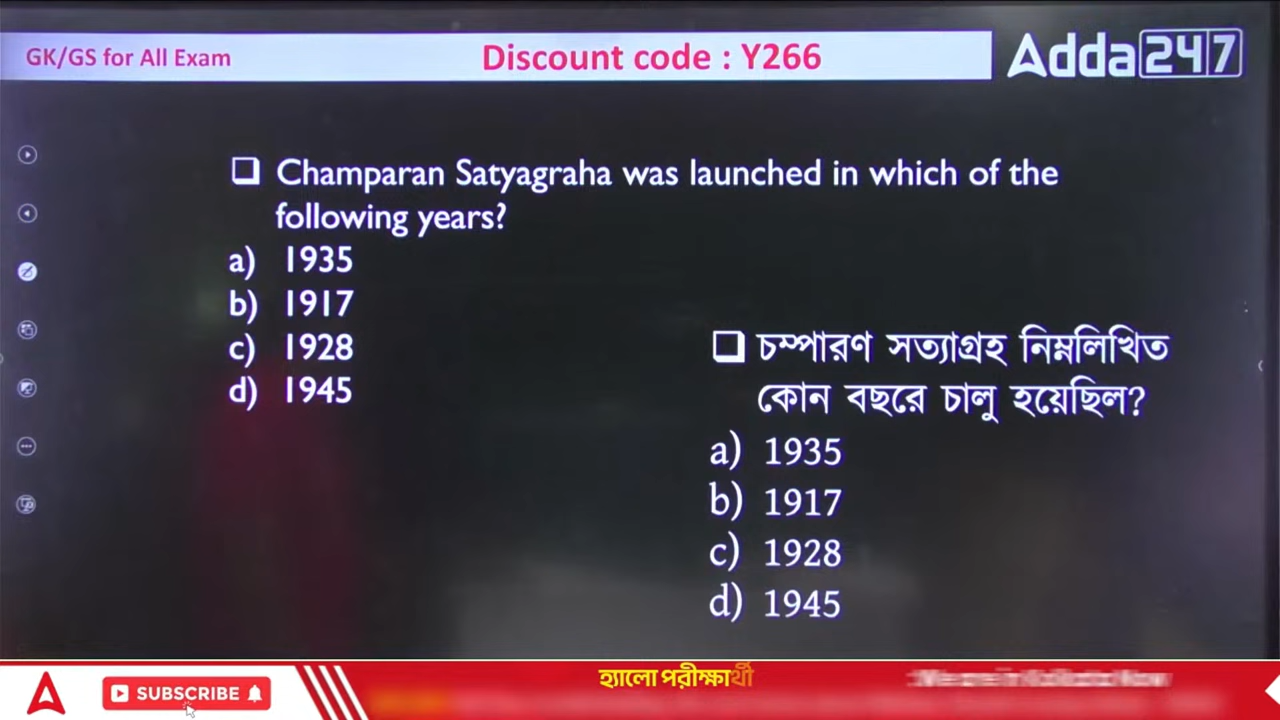 GK/GS for All Exam
Discount code : Y266
Adda247
❑ Champaran Satyagraha was launched in which of the
following years?
a) 1935
b) 1917
c) 1928
d) 1945
❑ চম্পারণ সত্যাগ্রহ নিম্নলিখিত
কোন বছরে চালু হয়েছিল?
a) 1935
b) 1917
c) 1928
d) 1945
হ্যালো পরীক্ষার্থী
SUBSCRIBE